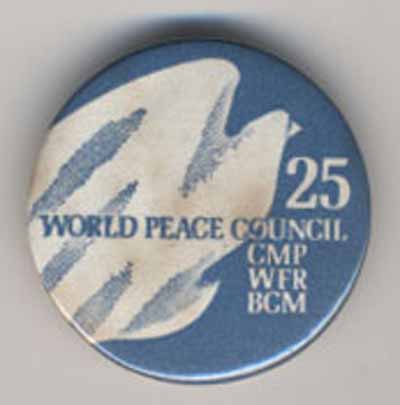 25
WORLD PEACE COUNCIL
CMP
WFR
BCM